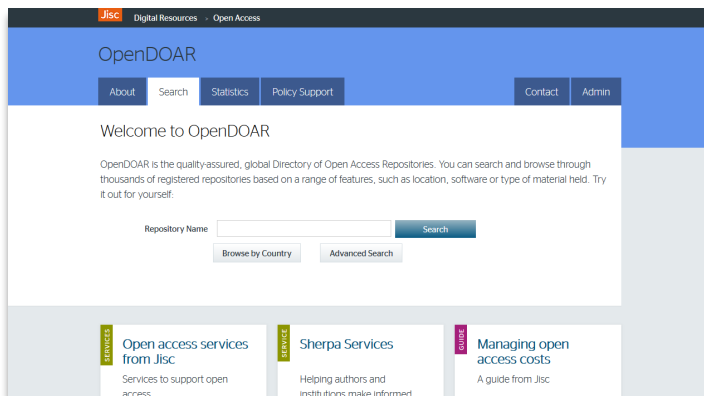 Jisc Digital Resources > Open Access
OpenDOAR
About Search Statistics Policy Support Contact Admin
Welcome to OpenDOAR
OpenDOAR is the quality-assured, global Directory of Open Access Repositories. You can search and browse through
thousands of registered repositories based on a range of features, such as location, software or type of material held. Try
it out for yourself:
Repository Name Search
Browse by Country Advanced Search
SERVICES
Open access services
from Jisc
Services to support open
access
SERVICE
Sherpa Services
Helping authors and
institutions make informed
GUIDE
Managing open
access costs
A guide from Jisc